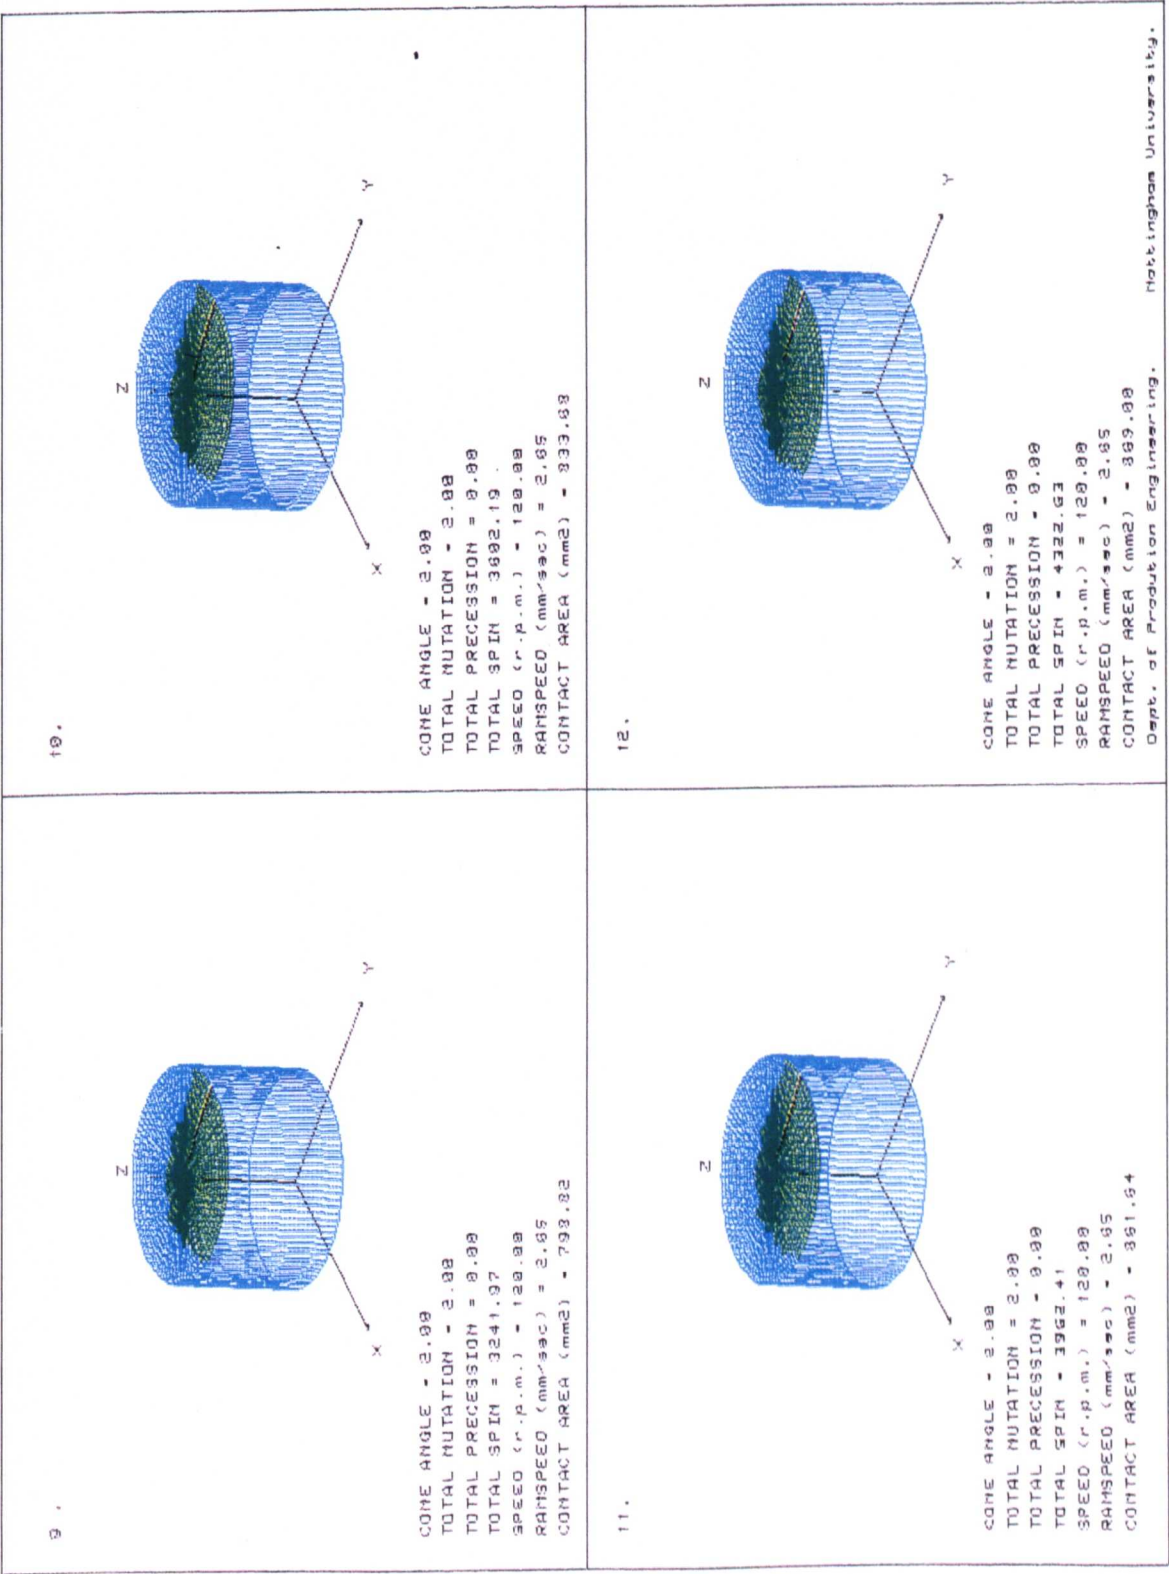 9.
Z
X
Y
CONE ANGLE = 2.00
TOTAL NUTATION = 2.00
TOTAL PRECESSION = 0.00
TOTAL SPIN = 3241.97
SPEED (r.p.m.) = 120.00
RAMSPEED (mm/sec) = 2.65
CONTACT AREA (mm2) = 798.82
10.
Z
X
Y
CONE ANGLE = 2.00
TOTAL NUTATION = 2.00
TOTAL PRECESSION = 0.00
TOTAL SPIN = 3602.19
SPEED (r.p.m.) = 120.00
RAMSPEED (mm/sec) = 2.65
CONTACT AREA (mm2) = 833.68
11.
Z
X
Y
CONE ANGLE = 2.00
TOTAL NUTATION = 2.00
TOTAL PRECESSION = 0.00
TOTAL SPIN = 3962.41
SPEED (r.p.m.) = 120.00
RAMSPEED (mm/sec) = 2.65
CONTACT AREA (mm2) = 861.64
12.
Z
X
Y
CONE ANGLE = 2.00
TOTAL NUTATION = 2.00
TOTAL PRECESSION = 0.00
TOTAL SPIN = 4322.63
SPEED (r.p.m.) = 120.00
RAMSPEED (mm/sec) = 2.65
CONTACT AREA (mm2) =
Dept. of Prodution Engineering. Nottingham University.